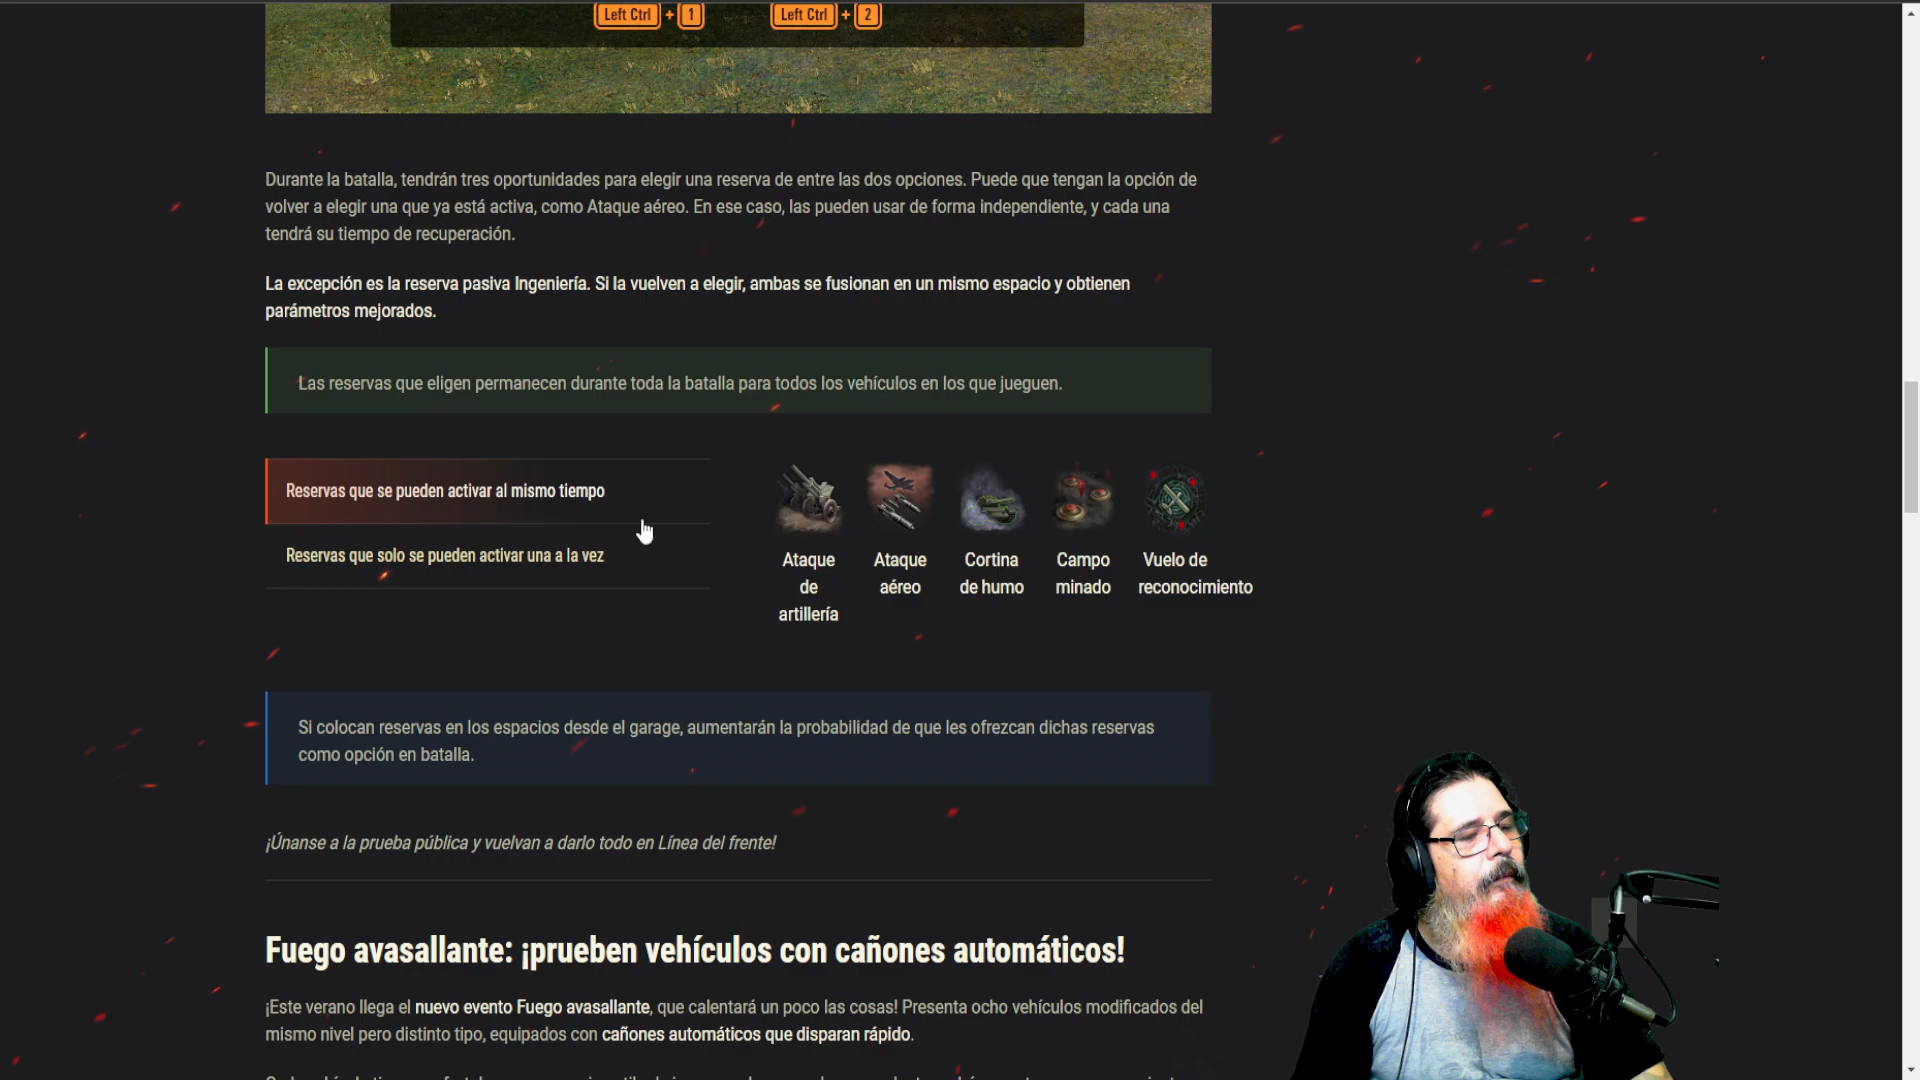 Left Ctrl + 1 Left Ctrl + 2
Durante la batalla, tendrán tres oportunidades para elegir una reserva de entre las dos opciones. Puede que tengan la opción de
volver a elegir una que ya está activa, como Ataque aéreo. En ese caso, las pueden usar de forma independiente, y cada una
tendrá su tiempo de recuperación.
La excepción es la reserva pasiva Ingeniería. Si la vuelven a elegir, ambas se fusionan en un mismo espacio y obtienen
parámetros mejorados.
Las reservas que eligen permanecen durante toda la batalla para todos los vehículos en los que jueguen.
Reservas que se pueden activar al mismo tiempo
Reservas que solo se pueden activar una a la vez
Ataque
de
artillería
Ataque
aéreo
Cortina
de humo
Campo
minado
Vuelo de
reconocimiento
Si colocan reservas en los espacios desde el garage, aumentarán la probabilidad de que les ofrezcan dichas reservas
como opción en batalla.
¡Únanse a la prueba pública y vuelvan a darlo todo en Línea del frente!
Fuego avasallante: ¡prueben vehículos con cañones automáticos!
¡Este verano llega el nuevo evento Fuego avasallante, que calentará un poco las cosas! Presenta ocho vehículos modificados del
mismo nivel pero distinto tipo, equipados con cañones automáticos que disparan rápido.